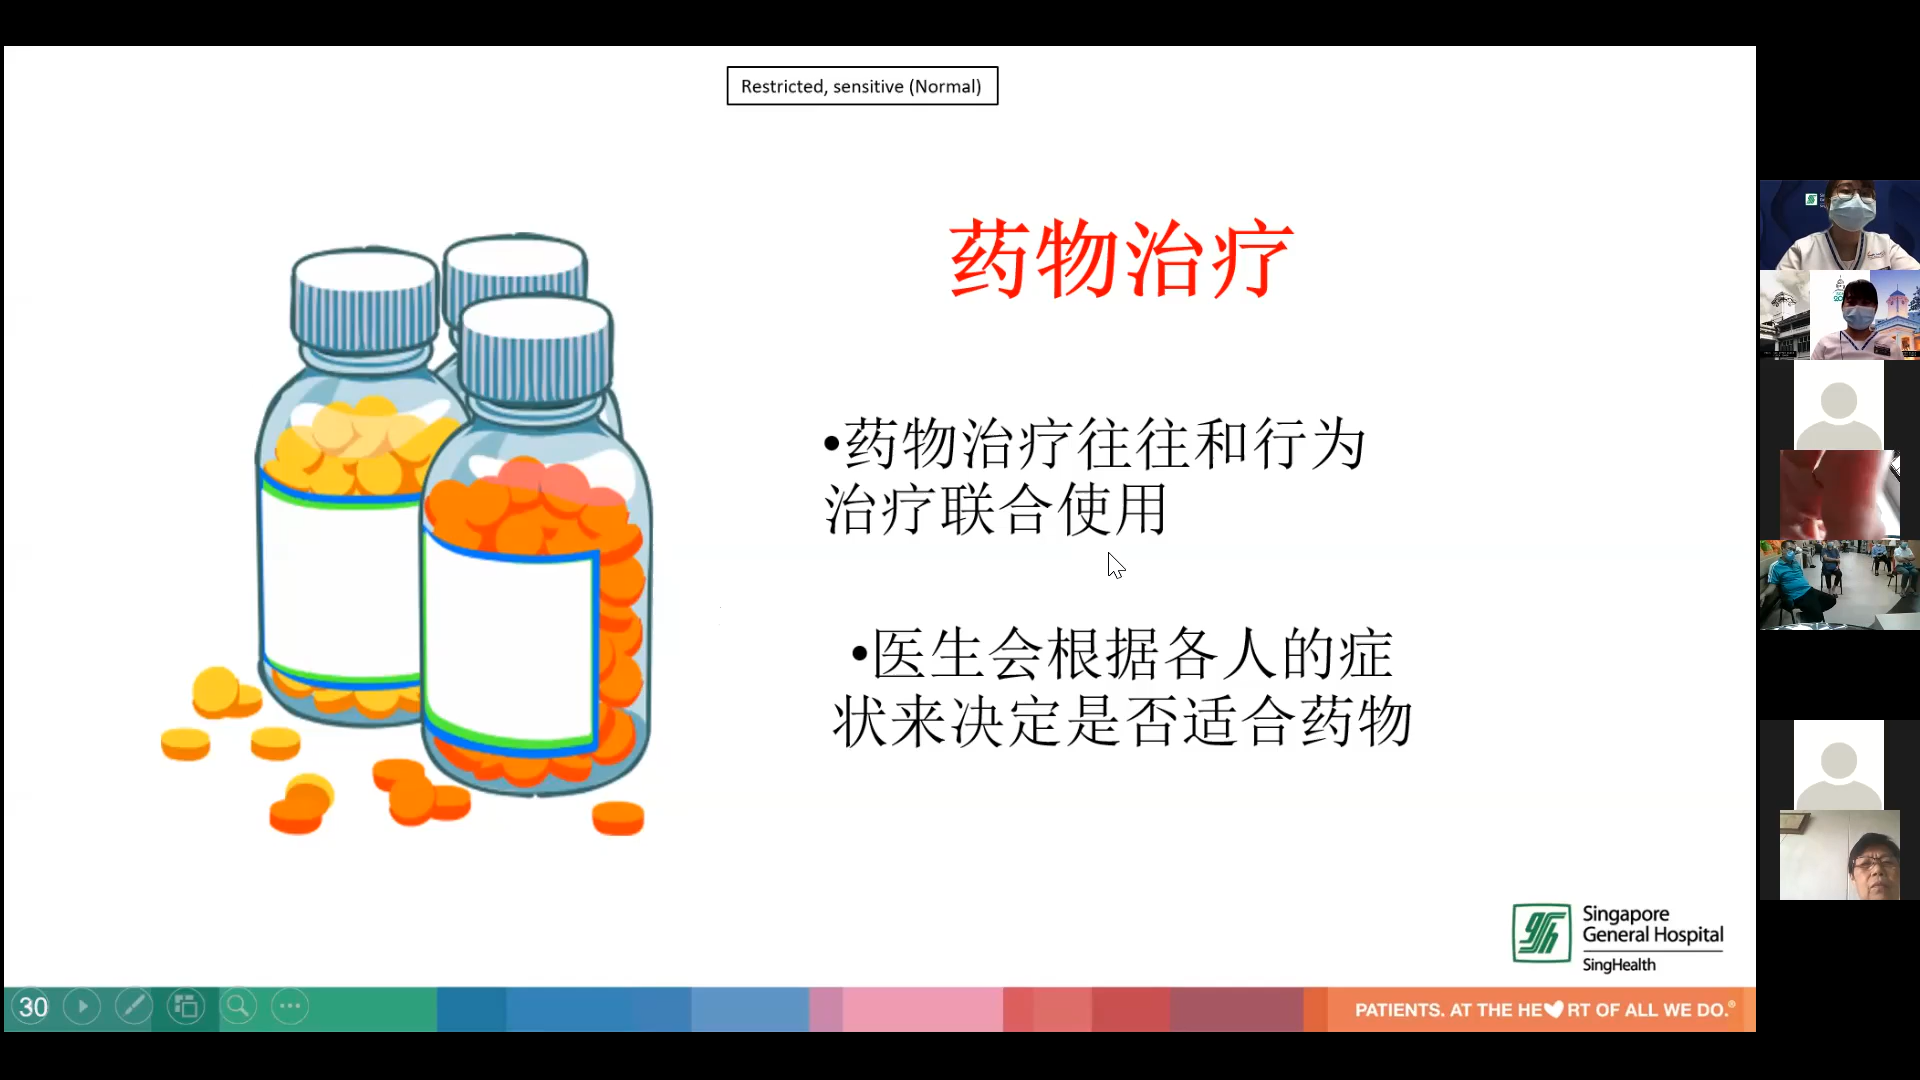 Restricted, sensitive (Normal)
药物治疗
•药物治疗往往和行为
治疗联合使用
•医生会根据各人的症
状来决定是否适合药物
Singapore
General Hospital
SingHealth
30
PATIENTS. AT THE HE RT OF ALL WE DO.®